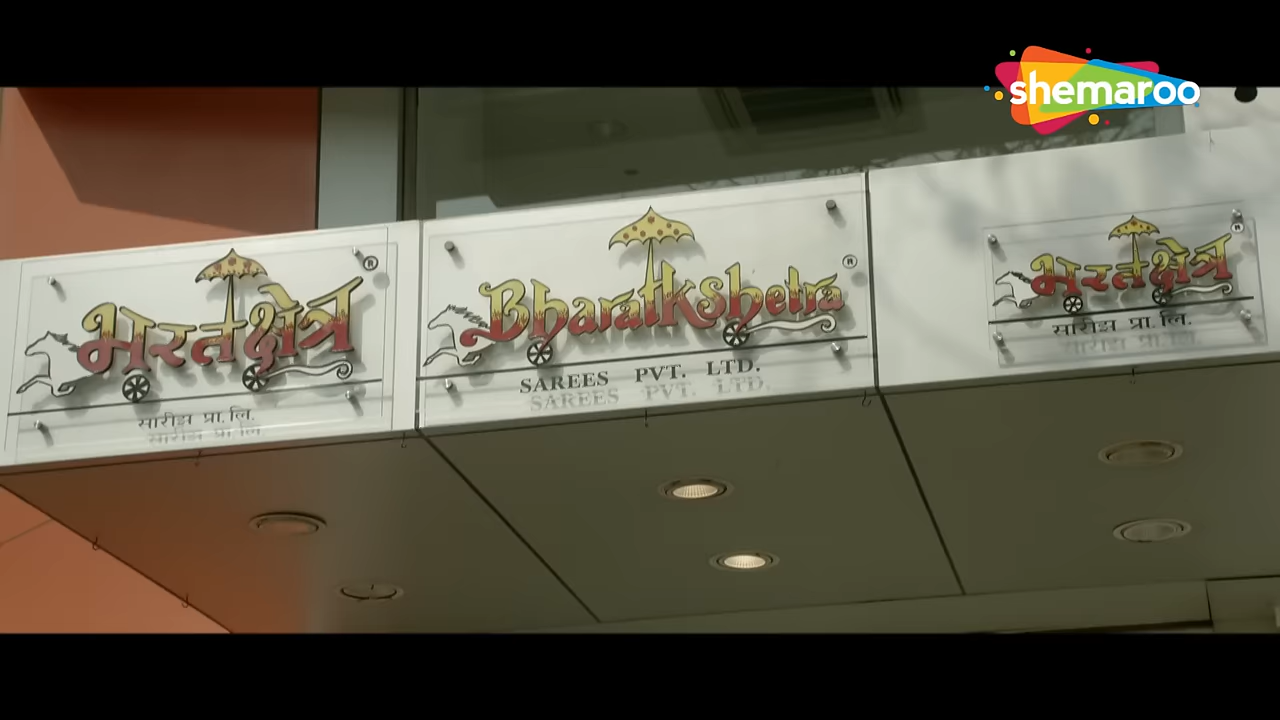 shemaroo
भरतक्षेत्र ®
सारीझ प्रा. लि.
Bharatkshetra ®
SAREES PVT. LTD.
भरतक्षेत्र ®
सारीझ प्रा. लि.